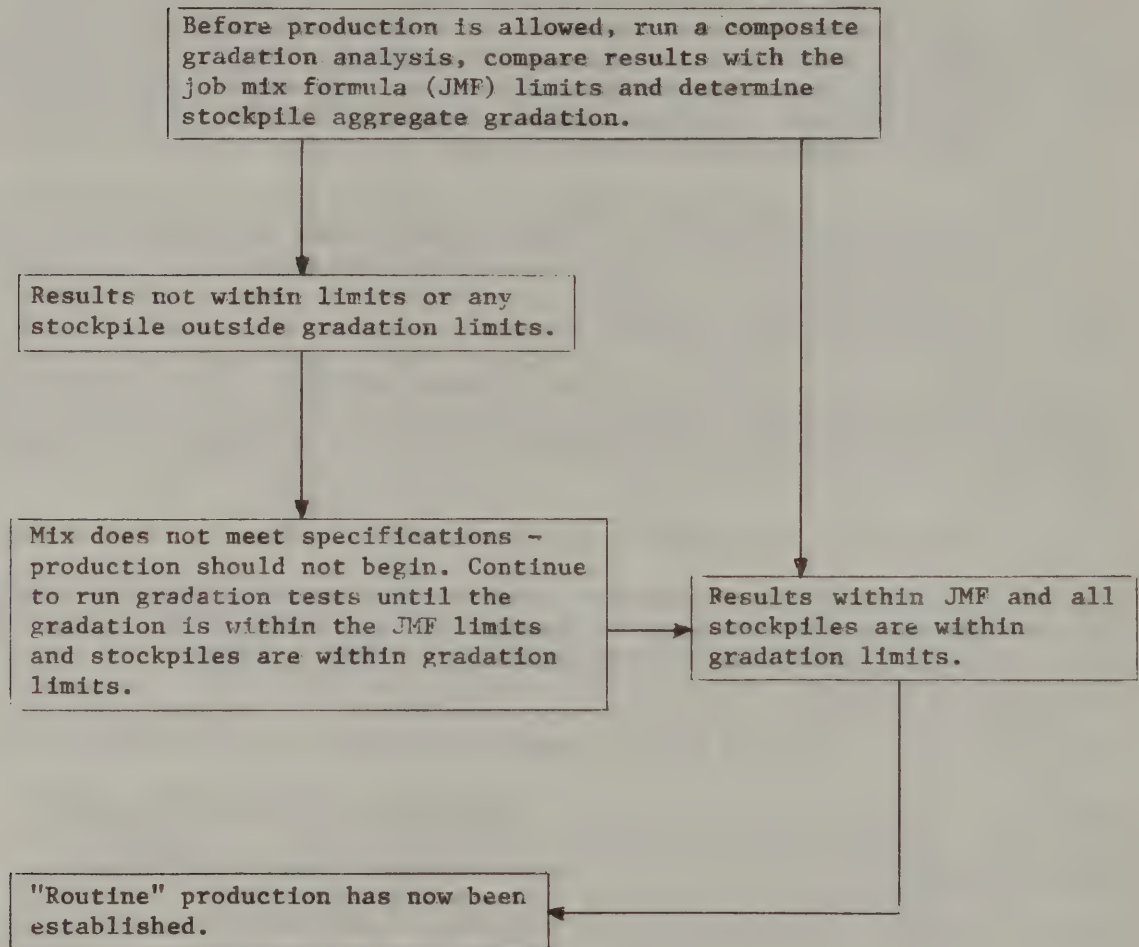 Before production is allowed, run a composite
gradation analysis, compare results with the
job mix formula (JMF) limits and determine
stockpile aggregate gradation.
Results not within limits or any
stockpile outside gradation limits.
Mix does not meet specifications -
production should not begin. Continue
to run gradation tests until the
gradation is within the JMF limits
and stockpiles are within gradation
limits.
Results within JMF and all
stockpiles are within
gradation limits.
"Routine" production has now been
established.